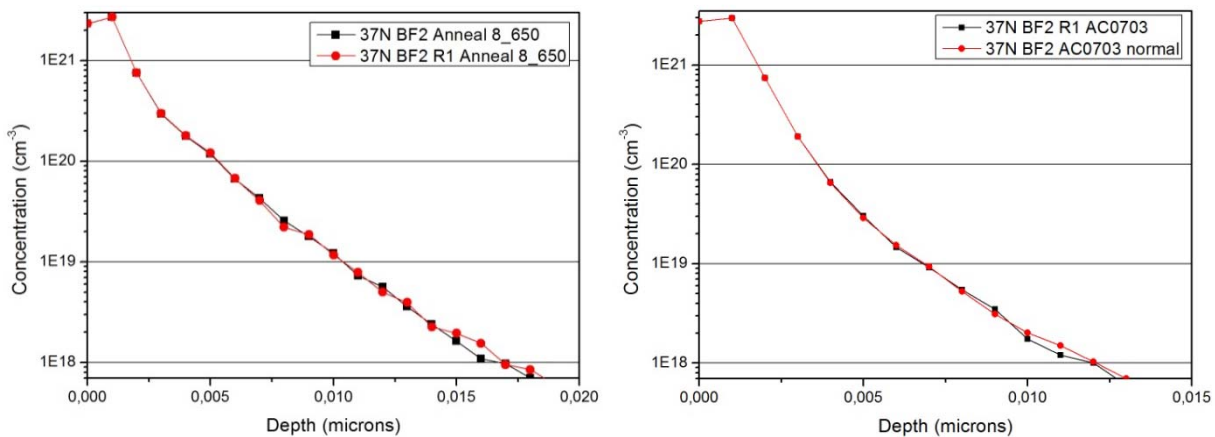 37N BF2 Anneal 8_650
37N BF2 R1 Anneal 8_650
1E21
1E20
1E19
1E18
Concentration (cm-3)
0,000
0,005
0,010
0,015
0,020
Depth (microns)
37N BF2 R1 AC0703
37N BF2 AC0703 normal
1E21
1E20
1E19
1E18
Concentration (cm-3)
0,000
0,005
0,010
0,015
Depth (microns)